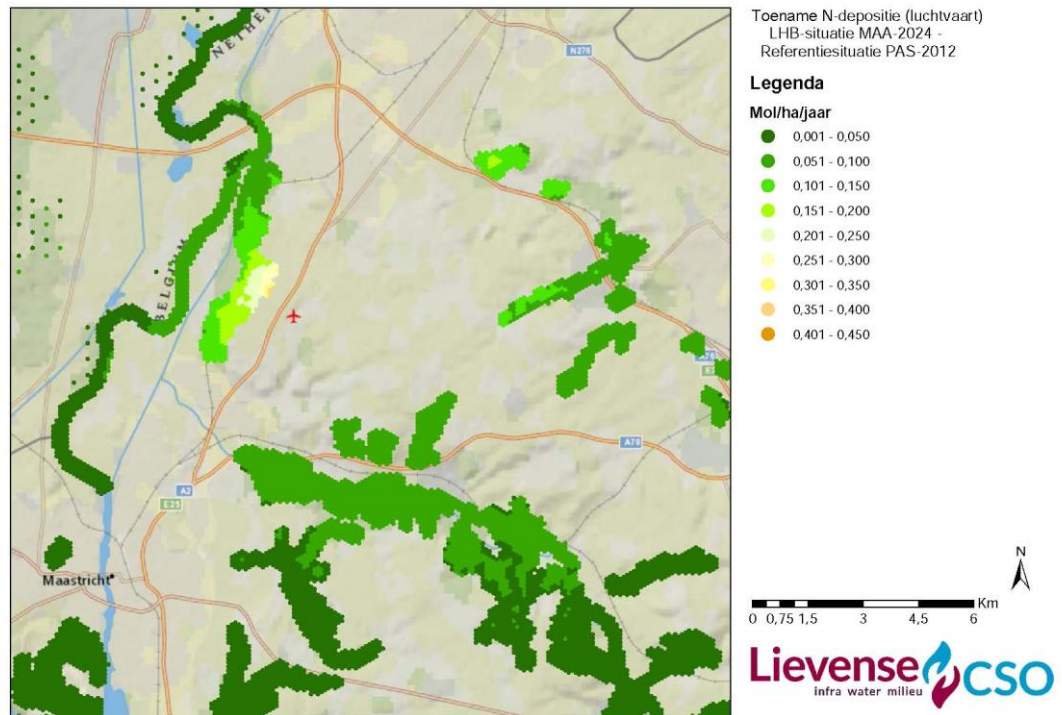 Toename N-depositie (luchtvaart)
LHB-situatie MAA-2024 -
Referentiesituatie PAS-2012
Legenda
Mol/ha/jaar
0,001 - 0,050
0,051 - 0,100
0,101 - 0,150
0,151 - 0,200
0,201 - 0,250
0,251 - 0,300
0,301 - 0,350
0,351 - 0,400
0,401 - 0,450
NETHER
N276
BELGIUM
A76
A79
A2
E25
Maastricht
N
Km
0 0,75 1,5 3 4,5 6
Lievense CSO
infra water milieu